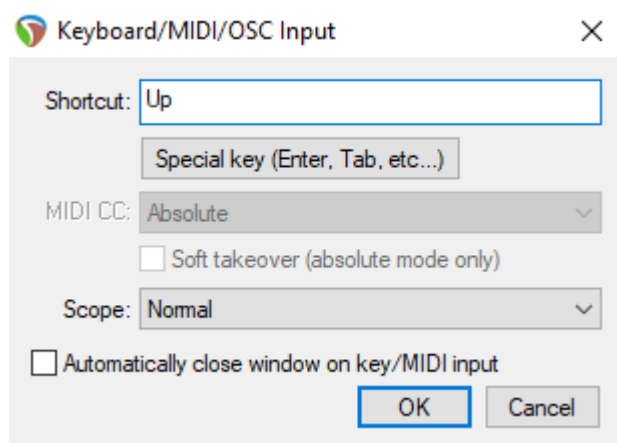 Keyboard/MIDI/OSC Input
Shortcut: Up
Special key (Enter, Tab, etc...)
MIDI CC: Absolute
Soft takeover (absolute mode only)
Scope: Normal
Automatically close window on key/MIDI input
OK Cancel